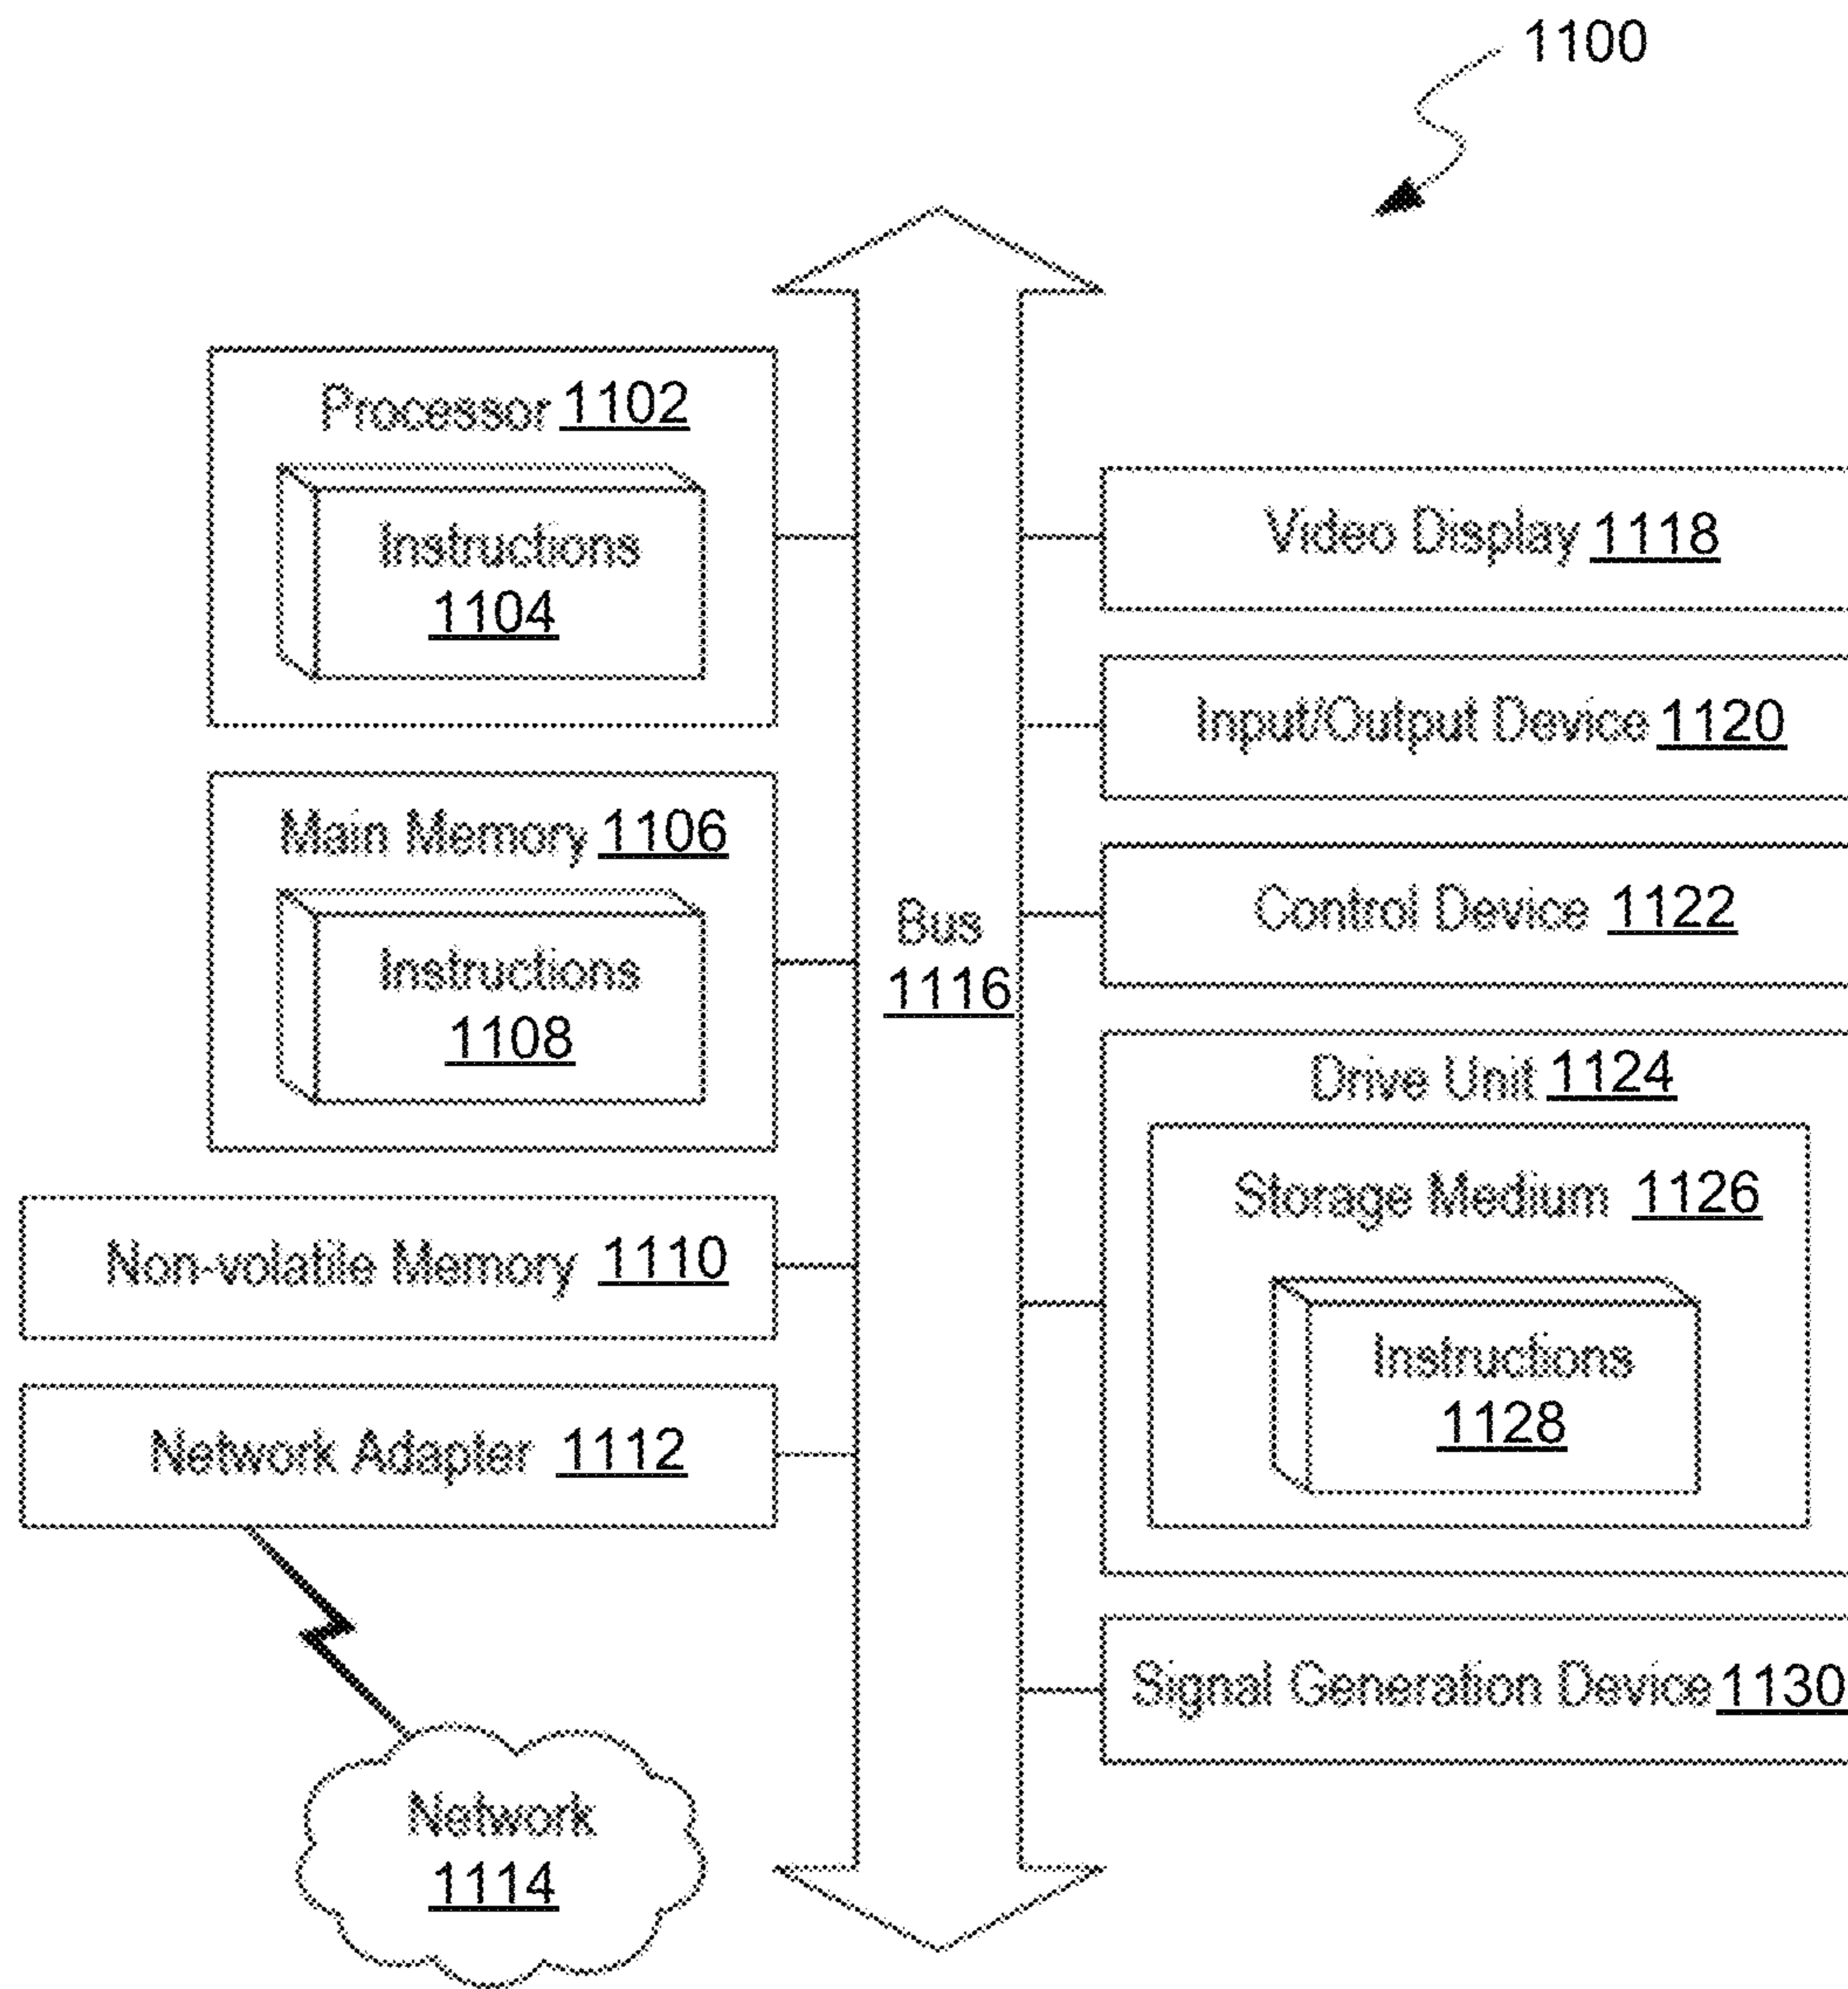 1100
Processor 1102
Instructions
1104
Main Memory 1106
Instructions
1108
Non-volatile Memory 1110
Network Adapter 1112
Network
1114
Bus
1116
Video Display 1118
Input/Output Device 1120
Control Device 1122
Drive Unit 1124
Storage Medium 1126
Instructions
1128
Signal Generation Device 1130